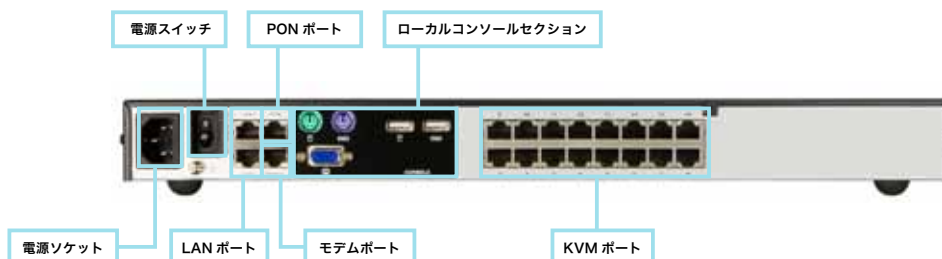 電源スイッチ
PON ポート
ローカルコンソールセクション
電源ソケット
LAN ポート
モデムポート
KVM ポート